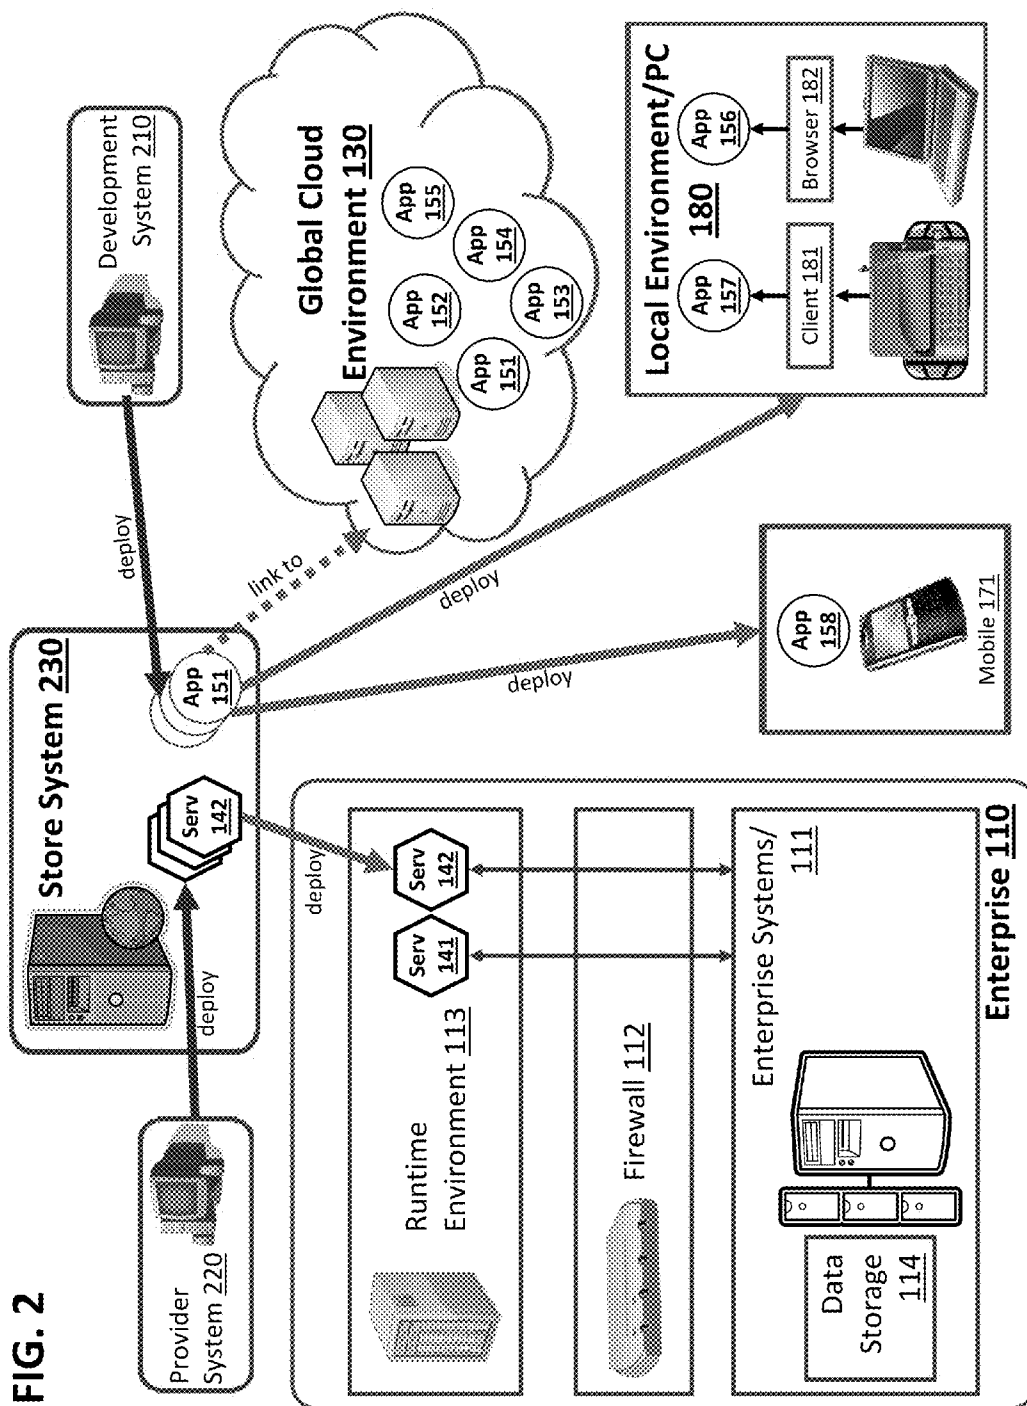 FIG. 2
Provider
System 220
deploy
Store System 230
Serv
142
App
151
deploy
Development
System 210
link to
deploy
deploy
deploy
Global Cloud
Environment 130
App
151
App
152
App
153
App
154
App
155
Runtime
Environment 113
Serv
141
Serv
142
Firewall 112
Enterprise Systems/
111
Data
Storage
114
Enterprise 110
App
158
Mobile 171
Local Environment/PC
180
App
157
Client 181
App
156
Browser 182